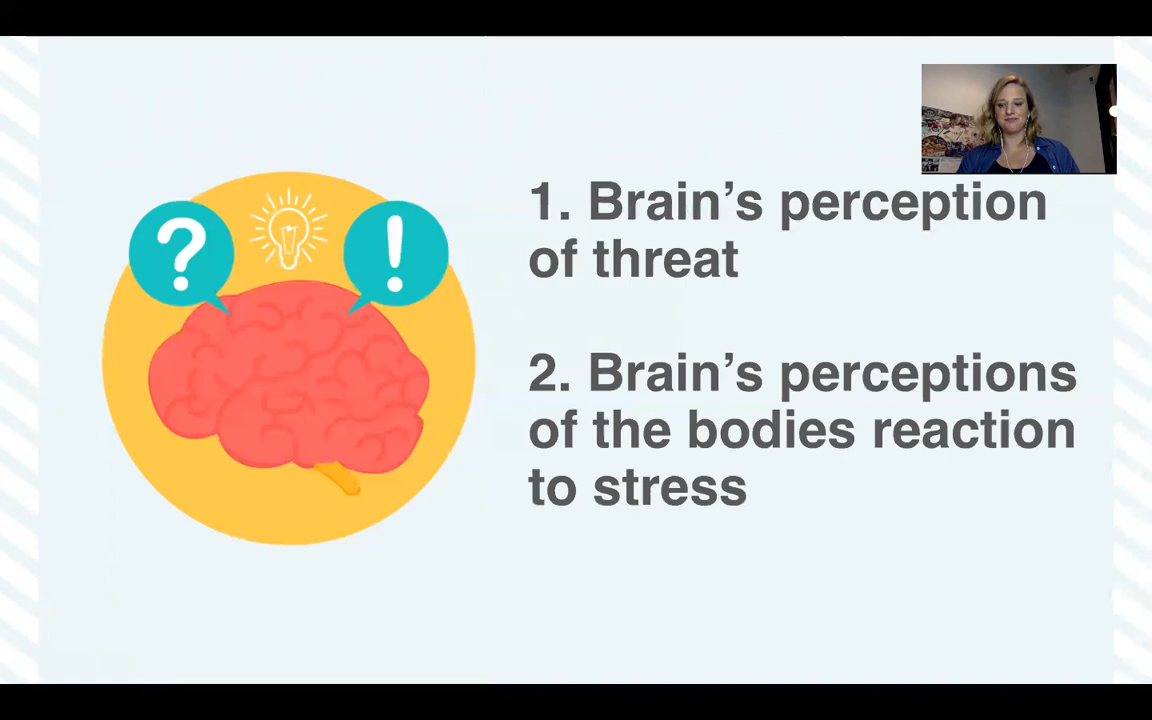 ?
!
1. Brain’s perception
of threat
2. Brain’s perceptions
of the bodies reaction
to stress